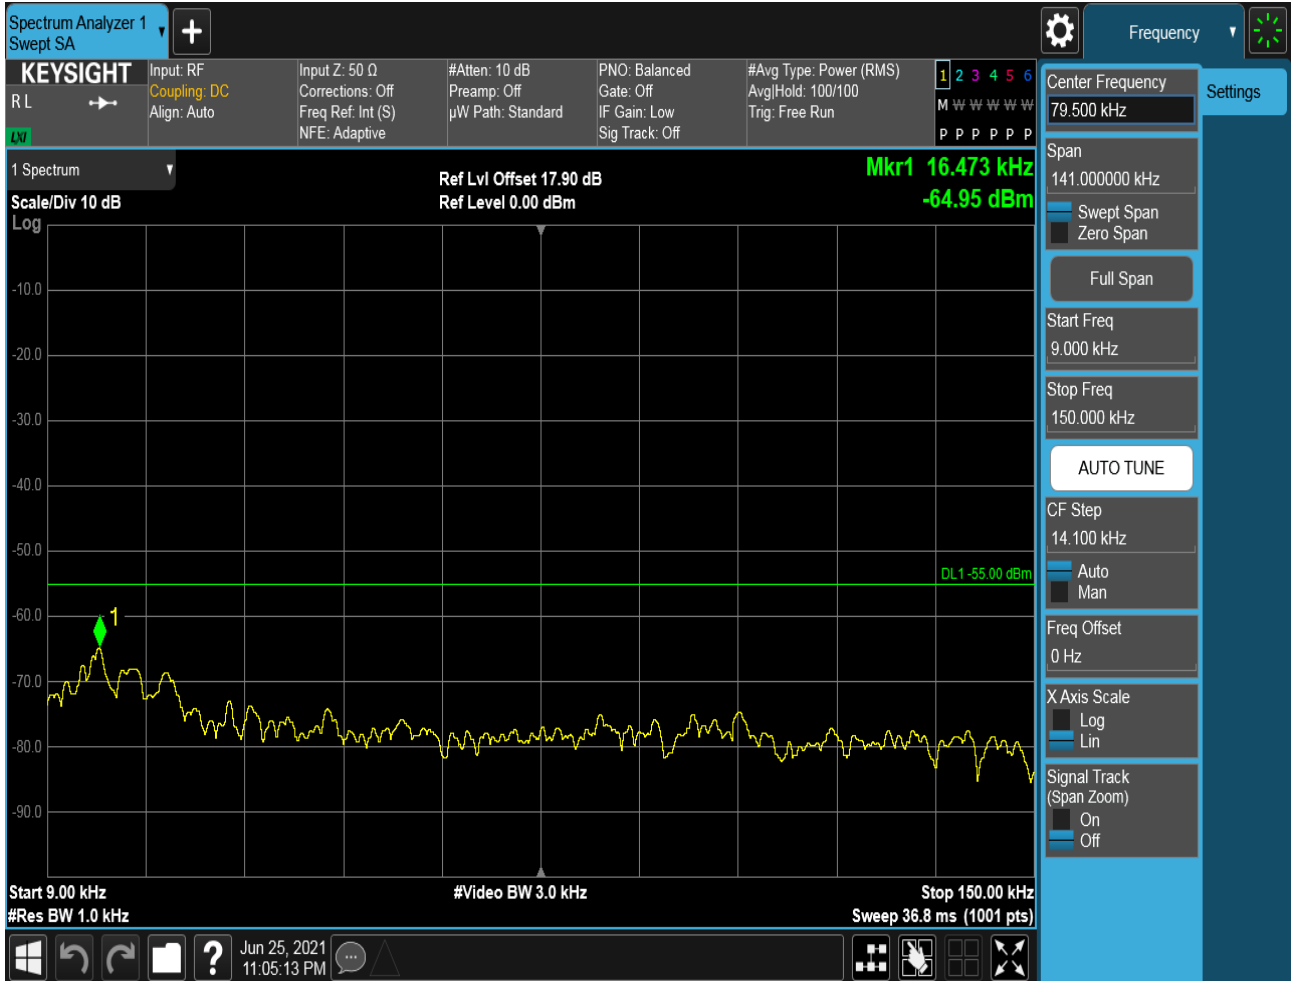 Spectrum Analyzer 1
Swept SA
Frequency
KEYSIGHT
R L
LXI
Input: RF
Coupling: DC
Align: Auto
Input Z: 50 Ω
Corrections: Off
Freq Ref: Int (S)
NFE: Adaptive
#Atten: 10 dB
Preamp: Off
µW Path: Standard
PNO: Balanced
Gate: Off
IF Gain: Low
Sig Track: Off
#Avg Type: Power (RMS)
Avg|Hold: 100/100
Trig: Free Run
1 2 3 4 5 6
M W W W W W
P P P P P P
1 Spectrum
Scale/Div 10 dB
Log
Ref Lvl Offset 17.90 dB
Ref Level 0.00 dBm
Mkr1 16.473 kHz
-64.95 dBm
-10.0
-20.0
-30.0
-40.0
-50.0
-60.0
-70.0
-80.0
-90.0
DL1 -55.00 dBm
1
Start 9.00 kHz
#Res BW 1.0 kHz
#Video BW 3.0 kHz
Stop 150.00 kHz
Sweep 36.8 ms (1001 pts)
Jun 25, 2021
11:05:13 PM
Center Frequency
79.500 kHz
Settings
Span
141.000000 kHz
Swept Span
Zero Span
Full Span
Start Freq
9.000 kHz
Stop Freq
150.000 kHz
AUTO TUNE
CF Step
14.100 kHz
Auto
Man
Freq Offset
0 Hz
X Axis Scale
Log
Lin
Signal Track
(Span Zoom)
On
Off